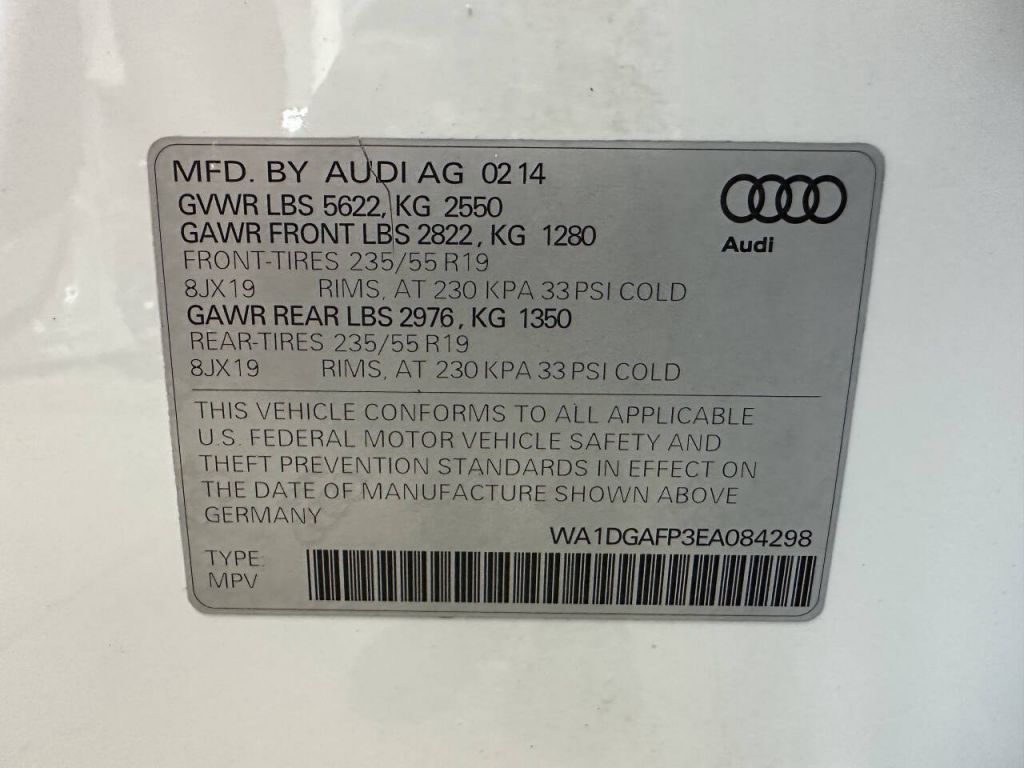 MFD. BY AUDI AG 0214
GVWR LBS 5622, KG 2550
GAWR FRONT LBS 2822, KG 1280
FRONT-TIRES 235/55 R19
8JX19 RIMS, AT 230 KPA 33 PSI COLD
GAWR REAR LBS 2976, KG 1350
REAR-TIRES 235/55 R19
8JX19 RIMS, AT 230 KPA 33 PSI COLD
Audi
THIS VEHICLE CONFORMS TO ALL APPLICABLE
U.S. FEDERAL MOTOR VEHICLE SAFETY AND
THEFT PREVENTION STANDARDS IN EFFECT ON
THE DATE OF MANUFACTURE SHOWN ABOVE
GERMANY
WA1DGAFP3EA084298
TYPE:
MPV